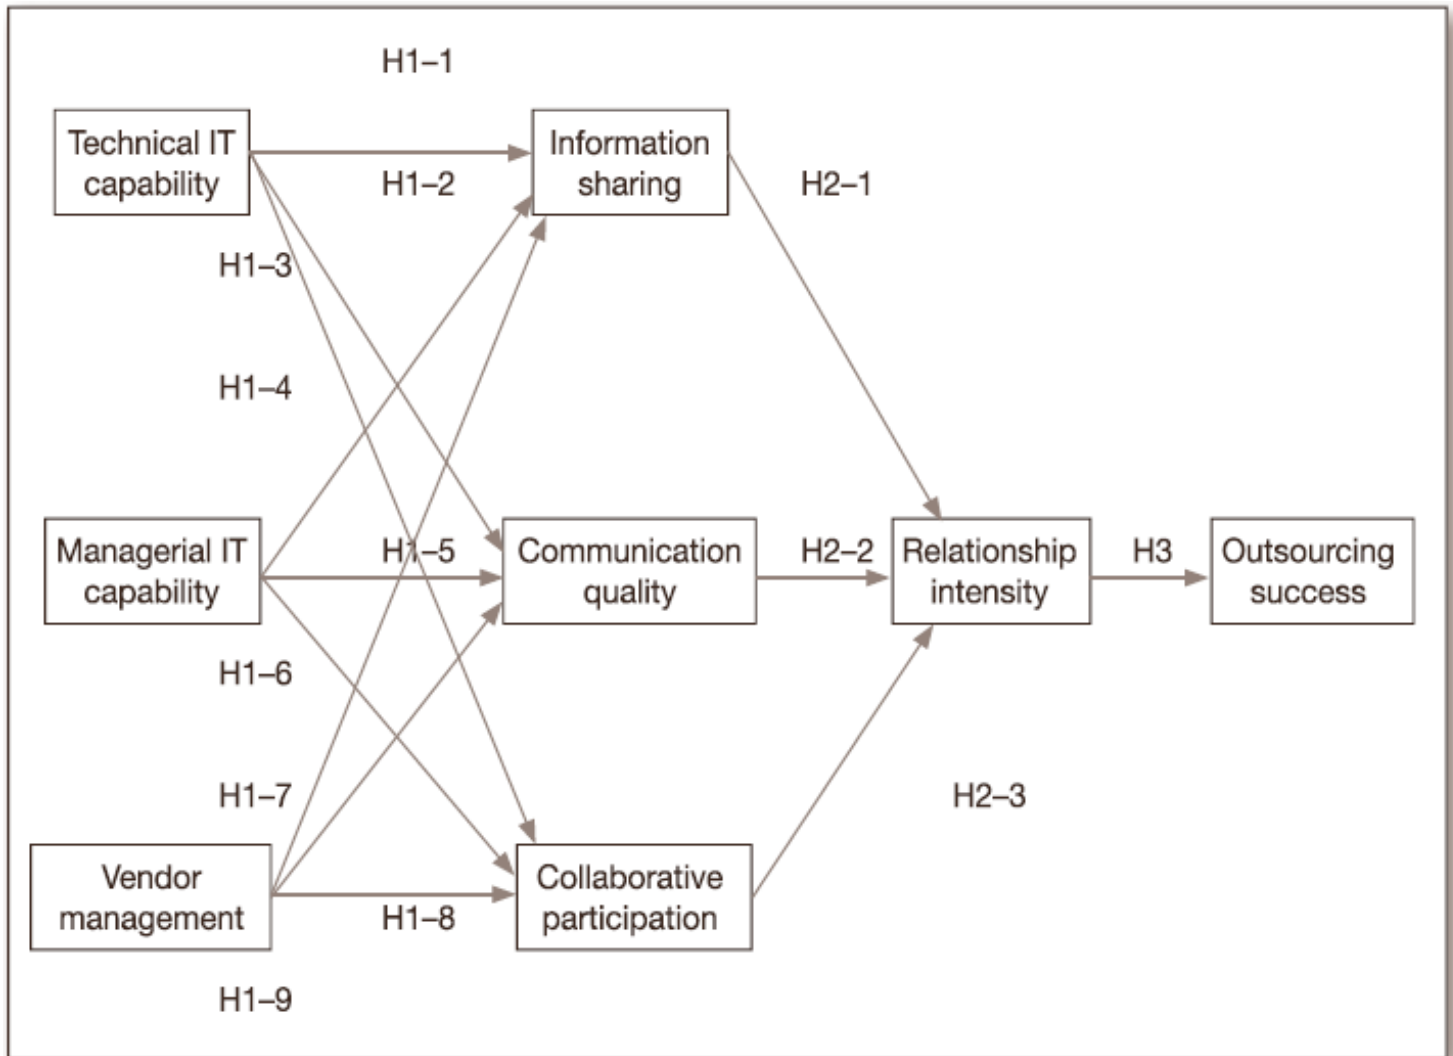 H1–1
Technical IT
capability
Information
sharing
H1–2
H2–1
H1–3
H1–4
Managerial IT
capability
H1–5
Communication
quality
H2–2
Relationship
intensity
H3
Outsourcing
success
H1–6
H1–7
H2–3
Vendor
management
Collaborative
participation
H1–8
H1–9